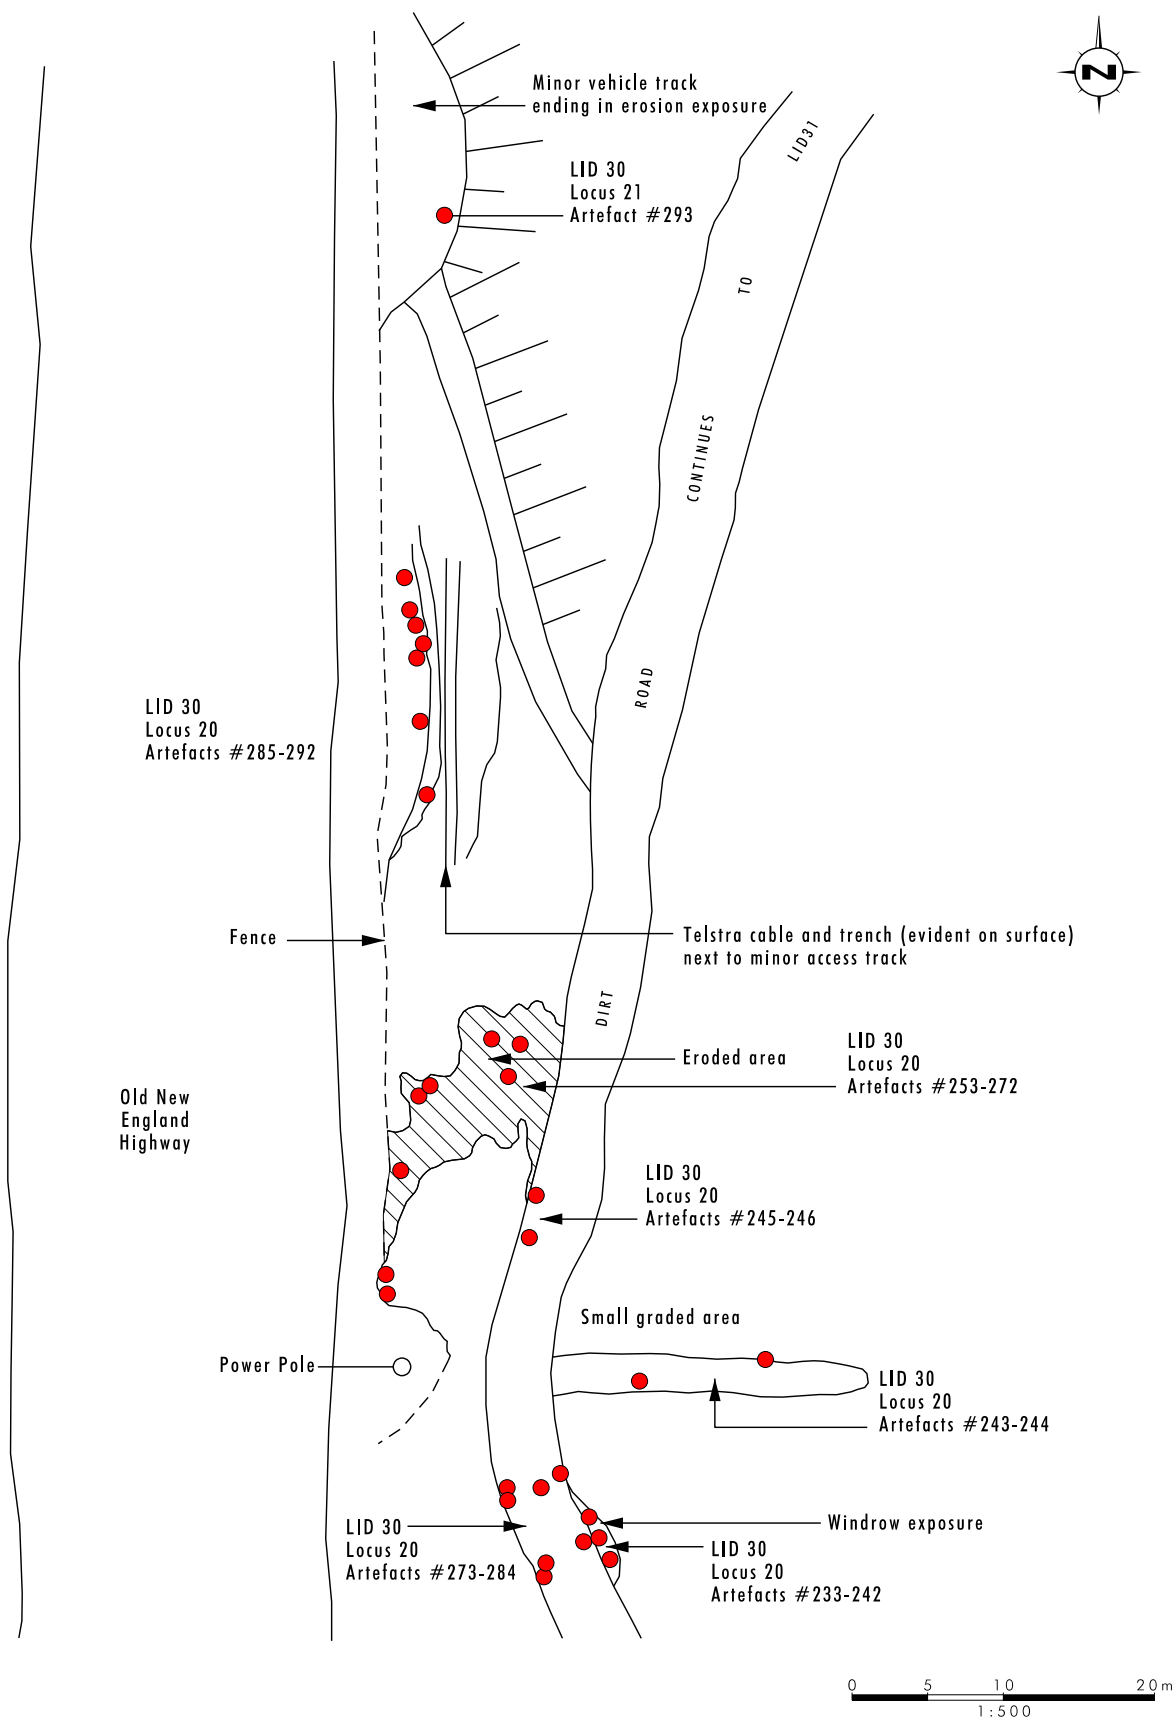 N
Minor vehicle track
ending in erosion exposure
LID 30
Locus 21
Artefact #293
DIRT ROAD CONTINUES TO LID31
LID 30
Locus 20
Artefacts #285-292
Fence
Telstra cable and trench (evident on surface)
next to minor access track
Eroded area
LID 30
Locus 20
Artefacts #253-272
Old New
England
Highway
LID 30
Locus 20
Artefacts #245-246
Small graded area
Power Pole
LID 30
Locus 20
Artefacts #243-244
LID 30
Locus 20
Artefacts #273-284
Windrow exposure
LID 30
Locus 20
Artefacts #233-242
0 5 10 20m
1:500